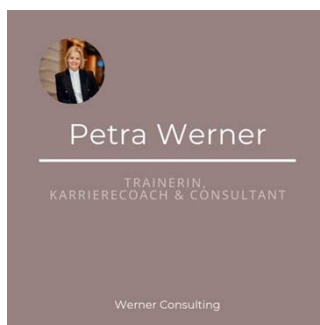 Petra Werner
TRAINERIN,
KARRIERECOACH & CONSULTANT
Werner Consulting